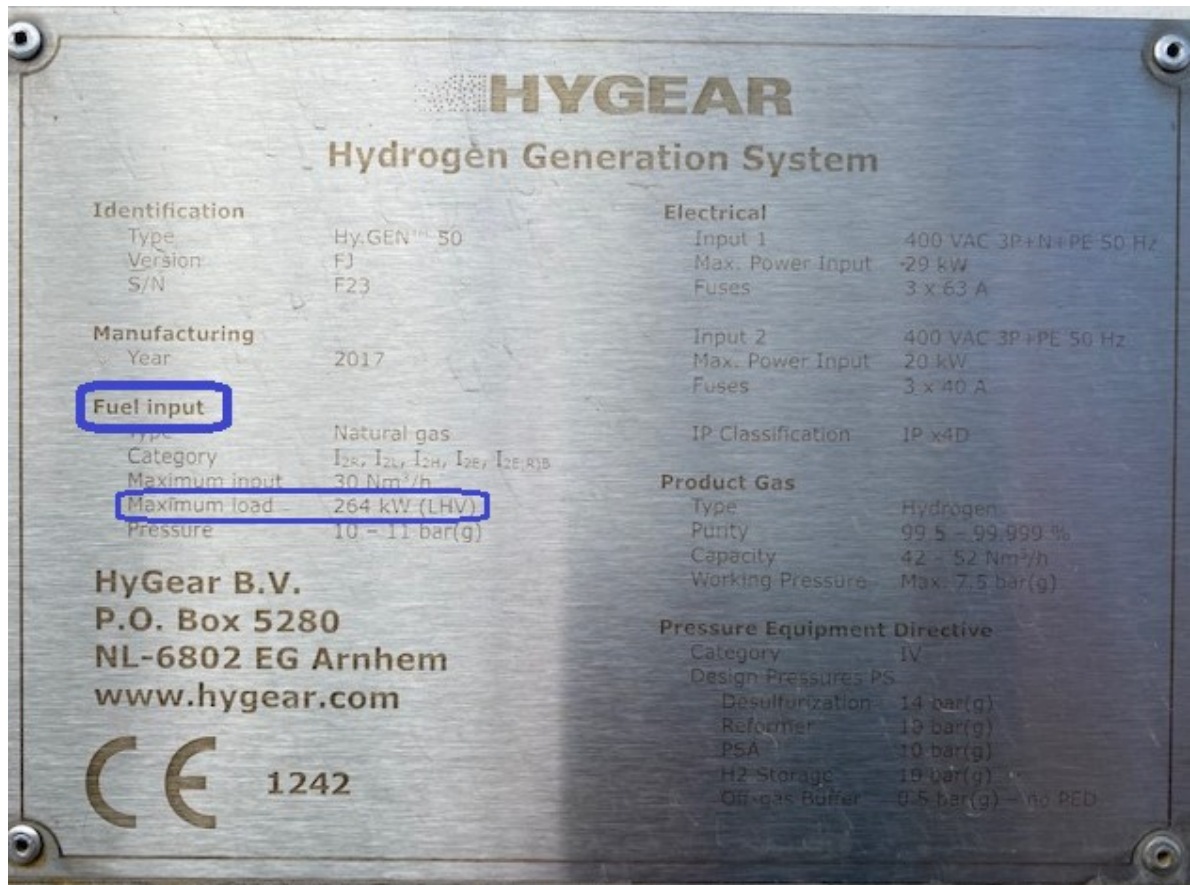 HYGEAR
Hydrogen Generation System
Identification
Type Hy.GEN™ 50
Version FJ
S/N F23
Manufacturing
Year 2017
Fuel input
Type Natural gas
Category I2R, I2L, I2H, I2E, I2E(R)B
Maximum input 30 Nm³/h
Maximum load 264 kW (LHV)
Pressure 10 – 11 bar(g)
HyGear B.V.
P.O. Box 5280
NL-6802 EG Arnhem
www.hygear.com
CE 1242
Electrical
Input 1 400 VAC 3P+N+PE 50 Hz
Max. Power Input 29 kW
Fuses 3 x 63 A
Input 2 400 VAC 3P+PE 50 Hz
Max. Power Input 20 kW
Fuses 3 x 40 A
IP Classification IP x4D
Product Gas
Type Hydrogen
Purity 99.5 – 99.999 %
Capacity 42 – 52 Nm³/h
Working Pressure Max. 7.5 bar(g)
Pressure Equipment Directive
Category IV
Design Pressures PS
Desulfurization 14 bar(g)
Reformer bar(g)
PSA 10 bar(g)
H2 Storage 10 bar(g)
Off-gas Buffer 0.5 bar(g) – no PED